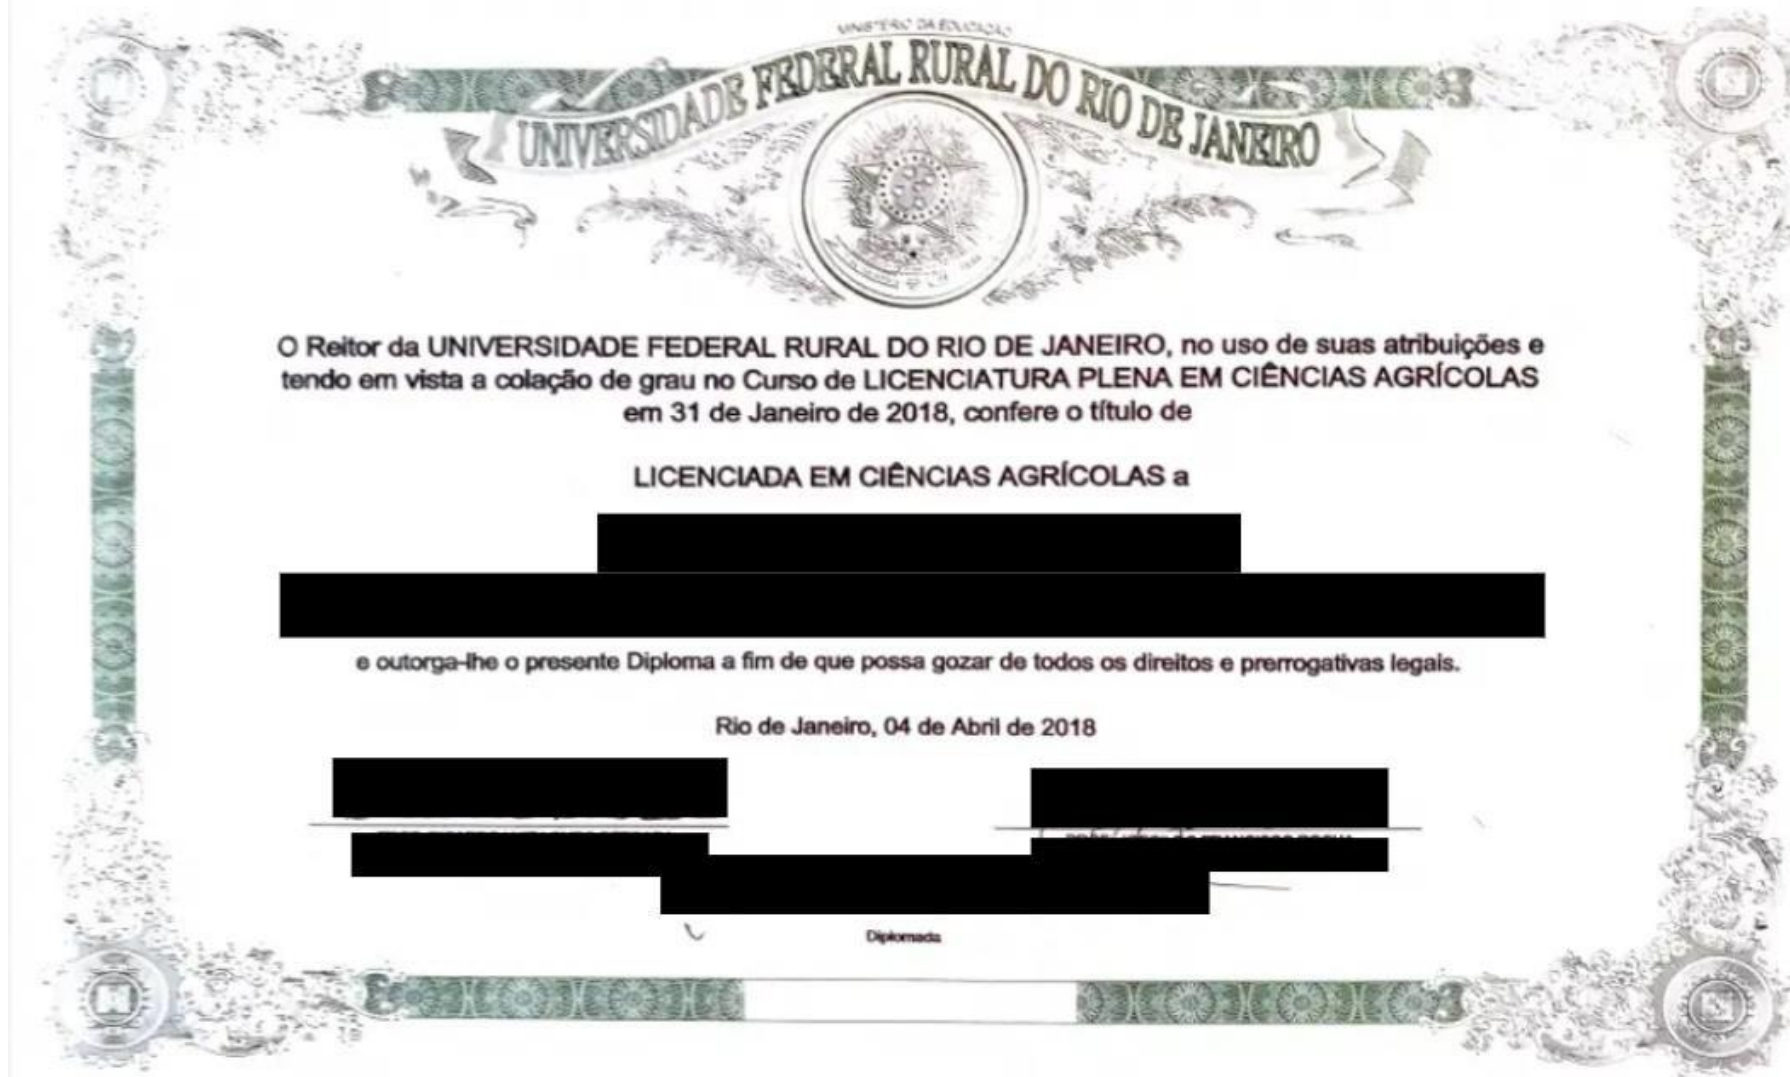 MINISTÉRIO DA EDUCAÇÃO
UNIVERSIDADE FEDERAL RURAL DO RIO DE JANEIRO
O Reitor da UNIVERSIDADE FEDERAL RURAL DO RIO DE JANEIRO, no uso de suas atribuições e
tendo em vista a colação de grau no Curso de LICENCIATURA PLENA EM CIÊNCIAS AGRÍCOLAS
em 31 de Janeiro de 2018, confere o título de
LICENCIADA EM CIÊNCIAS AGRÍCOLAS a
e outorga-lhe o presente Diploma a fim de que possa gozar de todos os direitos e prerrogativas legais.
Rio de Janeiro, 04 de Abril de 2018
Diplomada